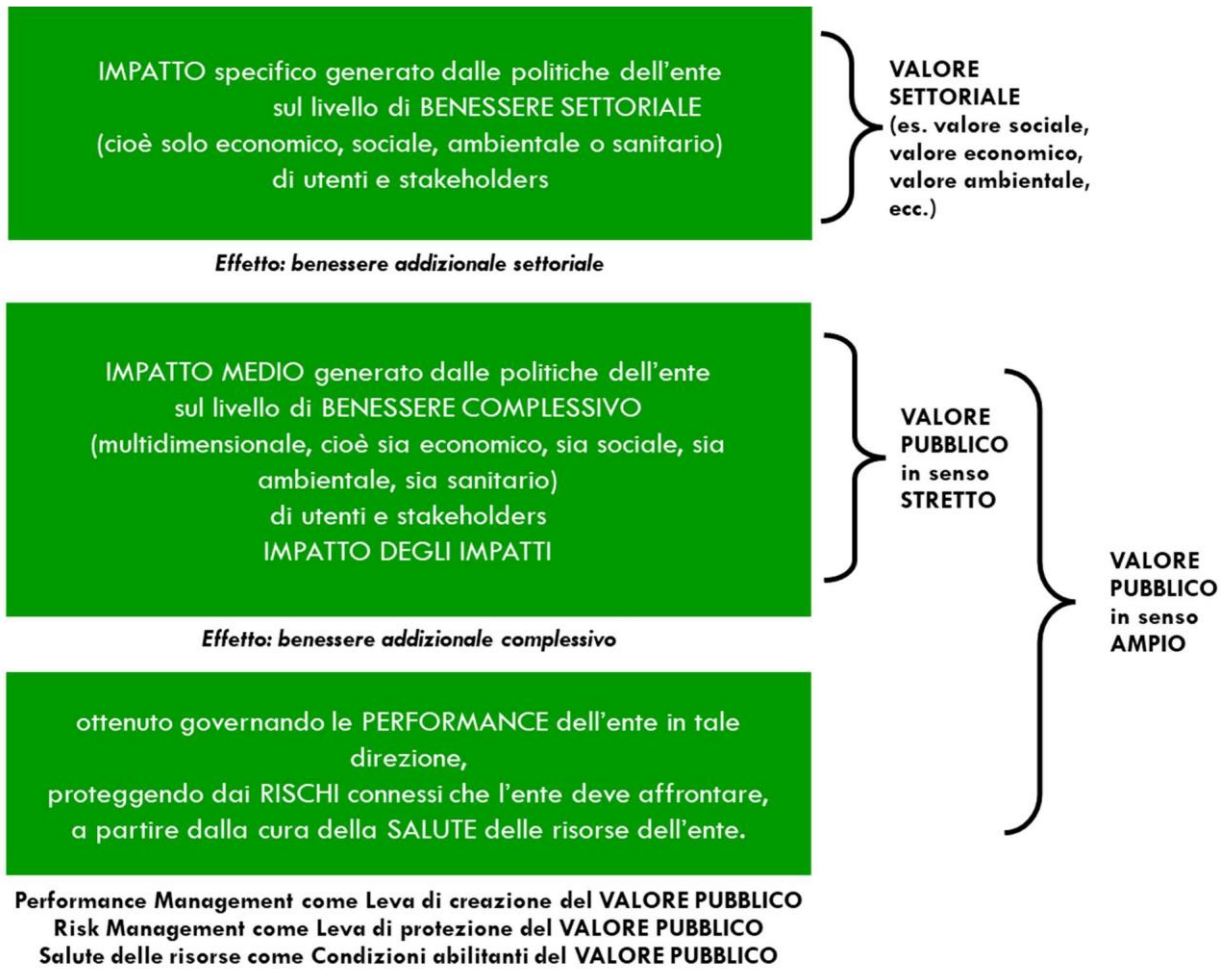 IMPATTO specifico generato dalle politiche dell'ente
sul livello di BENESSERE SETTORIALE
(cioè solo economico, sociale, ambientale o sanitario)
di utenti e stakeholders
VALORE
SETTORIALE
(es. valore sociale,
valore economico,
valore ambientale,
ecc.)
Effetto: benessere addizionale settoriale
IMPATTO MEDIO generato dalle politiche dell'ente
sul livello di BENESSERE COMPLESSIVO
(multidimensionale, cioè sia economico, sia sociale, sia
ambientale, sia sanitario)
di utenti e stakeholders
IMPATTO DEGLI IMPATTI
VALORE
PUBBLICO
in senso
STRETTO
Effetto: benessere addizionale complessivo
VALORE
PUBBLICO
in senso
AMPIO
ottenuto governando le PERFORMANCE dell'ente in tale
direzione,
proteggendo dai RISCHI connessi che l'ente deve affrontare,
a partire dalla cura della SALUTE delle risorse dell'ente.
Performance Management come Leva di creazione del VALORE PUBBLICO
Risk Management come Leva di protezione del VALORE PUBBLICO
Salute delle risorse come Condizioni abilitanti del VALORE PUBBLICO